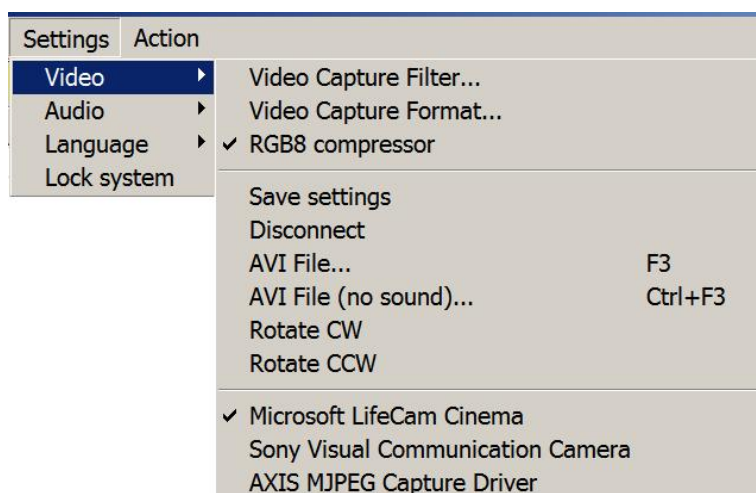 Settings Action
Video
Audio
Language
Lock system
Video Capture Filter...
Video Capture Format...
RGB8 compressor
Save settings
Disconnect
AVI File... F3
AVI File (no sound)... Ctrl+F3
Rotate CW
Rotate CCW
Microsoft LifeCam Cinema
Sony Visual Communication Camera
AXIS MJPEG Capture Driver